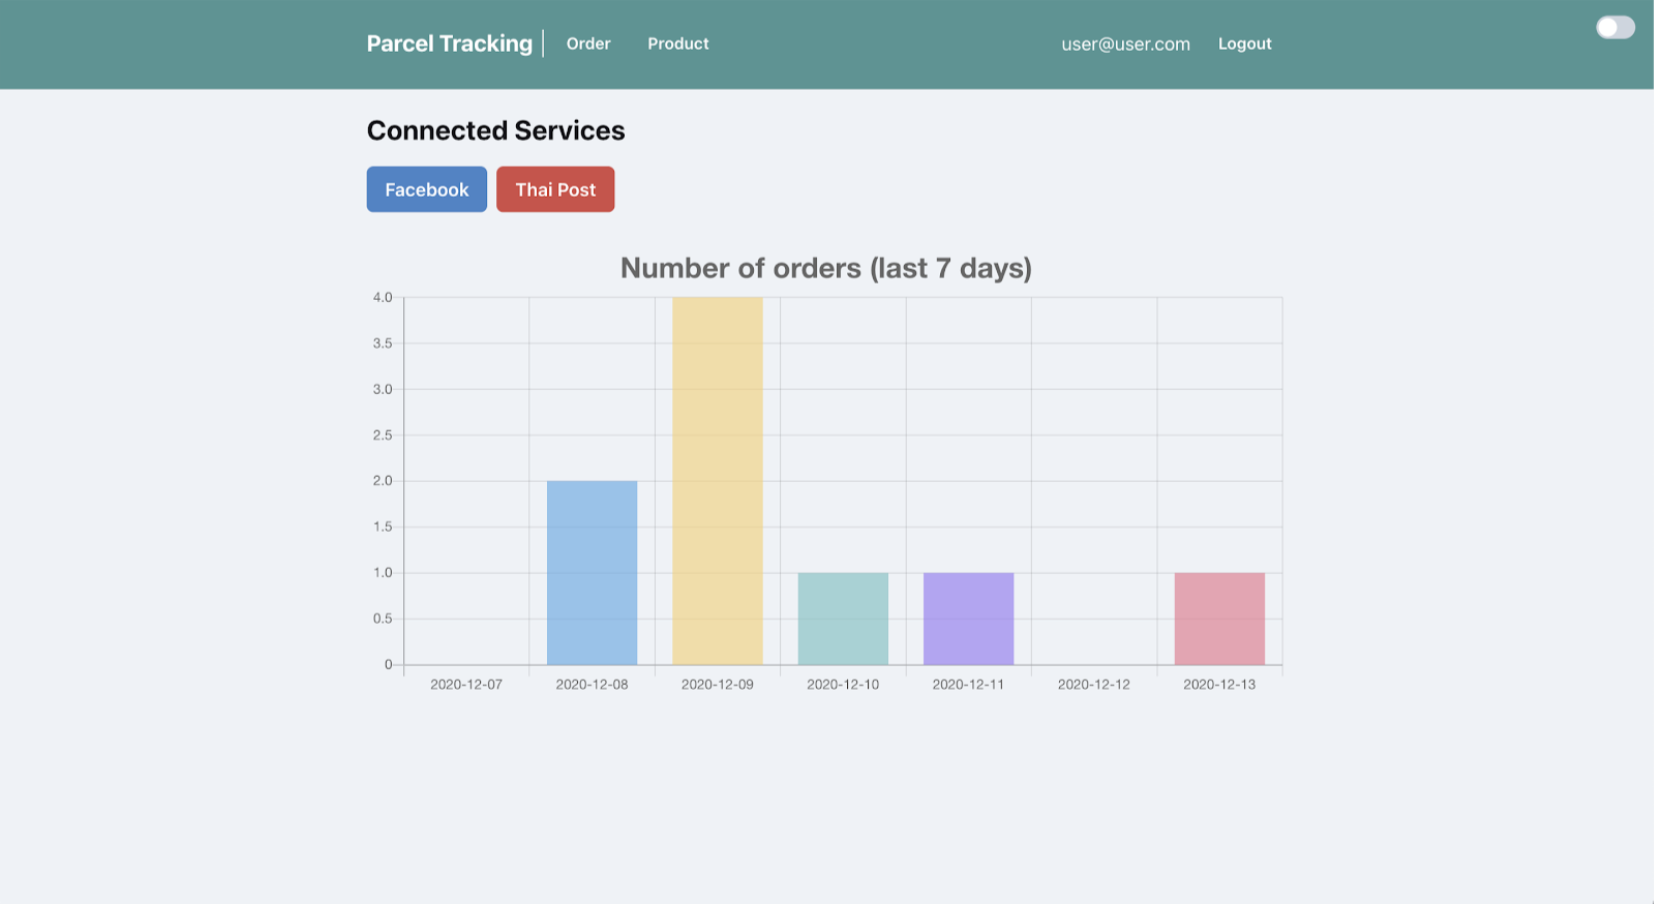 Parcel Tracking Order Product user@user.com Logout
Connected Services
Facebook Thai Post
Number of orders (last 7 days)
4.0
3.5
3.0
2.5
2.0
1.5
1.0
0.5
0
2020-12-07 2020-12-08 2020-12-09 2020-12-10 2020-12-11 2020-12-12 2020-12-13